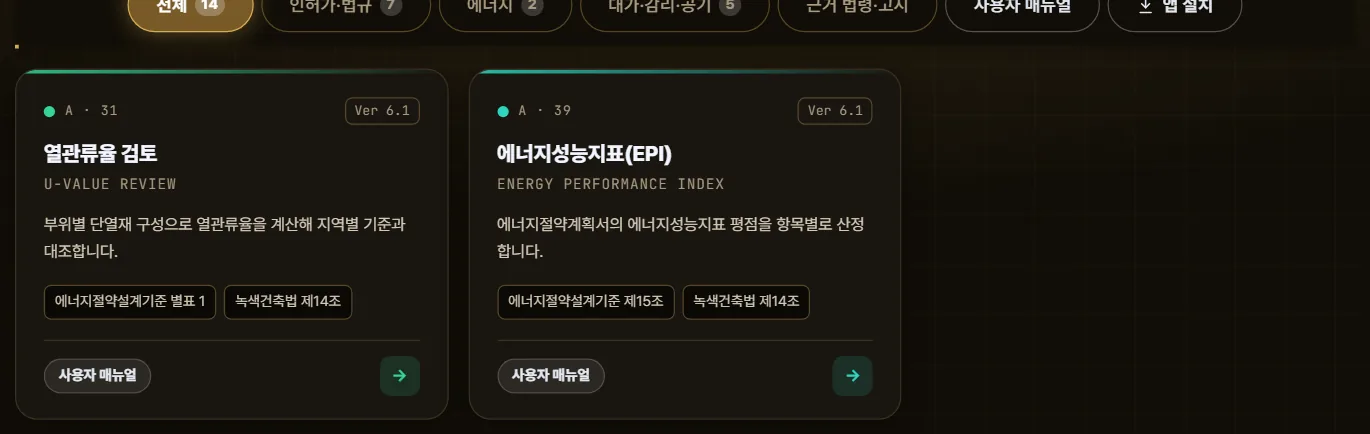 전체 14 인허가·법규 7 에너지 2 대가·감리·공기 5 근거 법령·고시 사용자 매뉴얼 앱 설치
A · 31 Ver 6.1
열관류율 검토
U-VALUE REVIEW
부위별 단열재 구성으로 열관류율을 계산해 지역별 기준과
대조합니다.
에너지절약설계기준 별표 1 녹색건축법 제14조
사용자 매뉴얼
A · 39 Ver 6.1
에너지성능지표(EPI)
ENERGY PERFORMANCE INDEX
에너지절약계획서의 에너지성능지표 평점을 항목별로 산정
합니다.
에너지절약설계기준 제15조 녹색건축법 제14조
사용자 매뉴얼